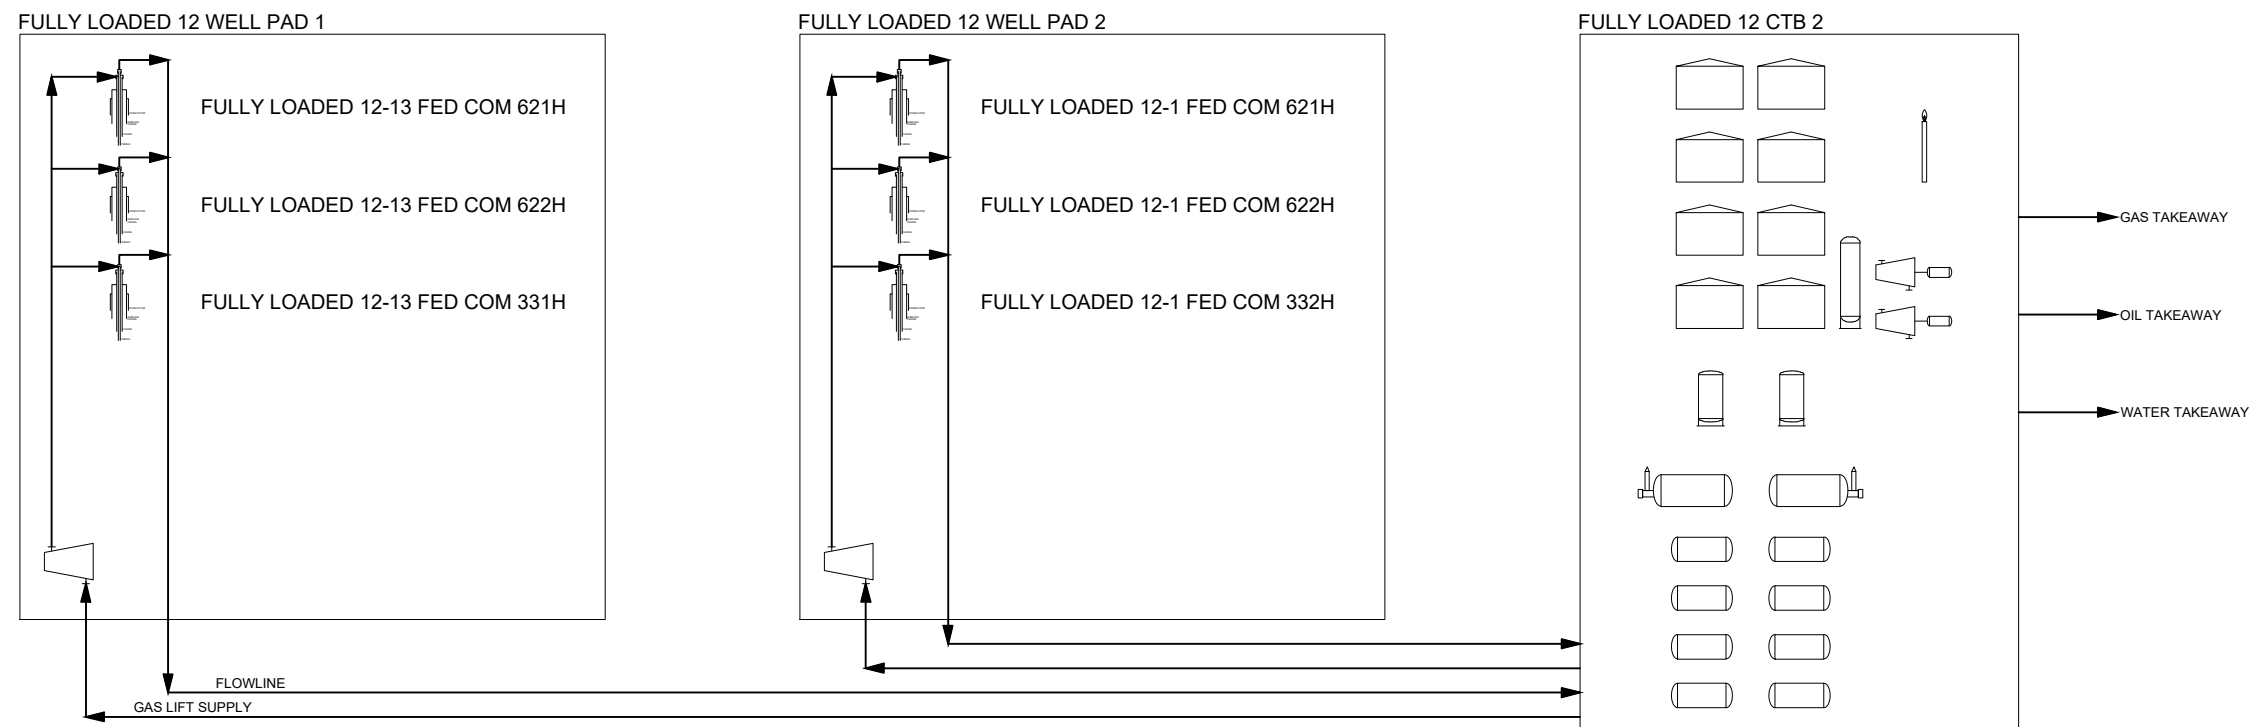 FULLY LOADED 12 WELL PAD 1
FULLY LOADED 12-13 FED COM 621H
FULLY LOADED 12-13 FED COM 622H
FULLY LOADED 12-13 FED COM 331H
FULLY LOADED 12 WELL PAD 2
FULLY LOADED 12-1 FED COM 621H
FULLY LOADED 12-1 FED COM 622H
FULLY LOADED 12-1 FED COM 332H
FULLY LOADED 12 CTB 2
GAS TAKEAWAY
OIL TAKEAWAY
WATER TAKEAWAY
FLOWLINE
GAS LIFT SUPPLY